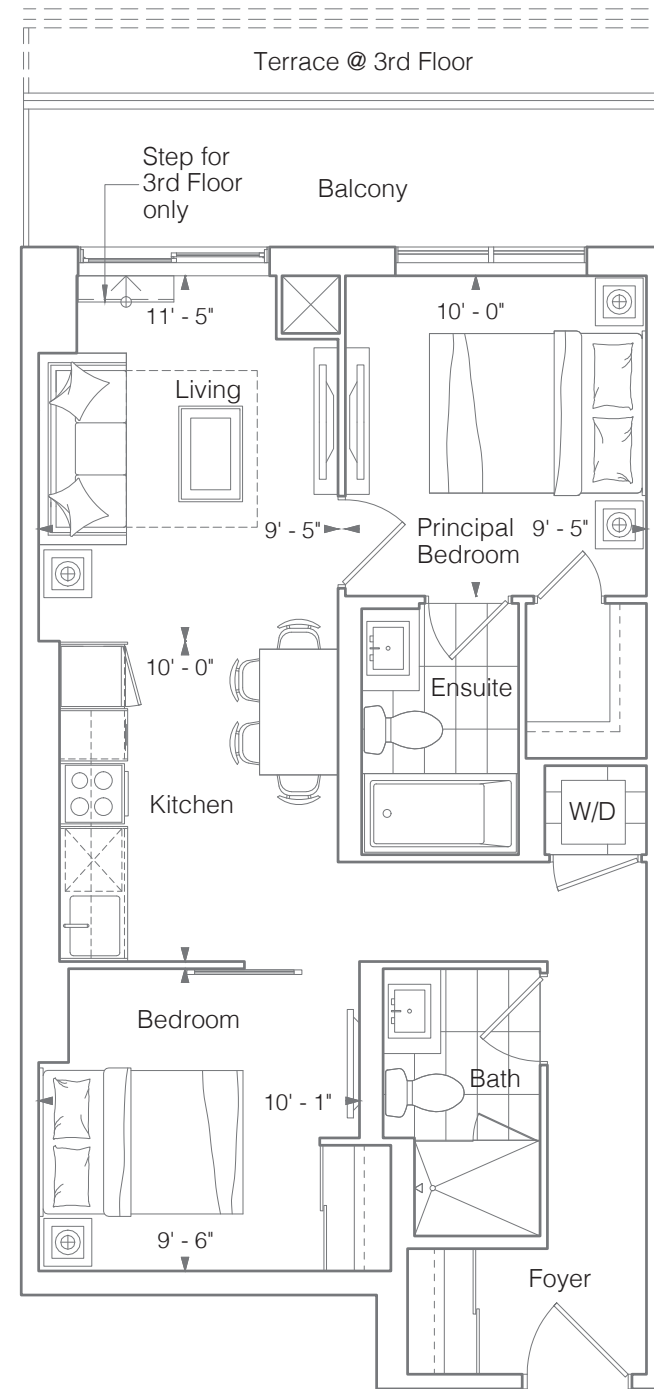 Terrace @ 3rd Floor
Step for
3rd Floor
only
Balcony
11' - 5"
10' - 0"
Living
9' - 5"
Principal
Bedroom
9' - 5"
10' - 0"
Ensuite
Kitchen
W/D
Bedroom
Bath
10' - 1"
9' - 6"
Foyer